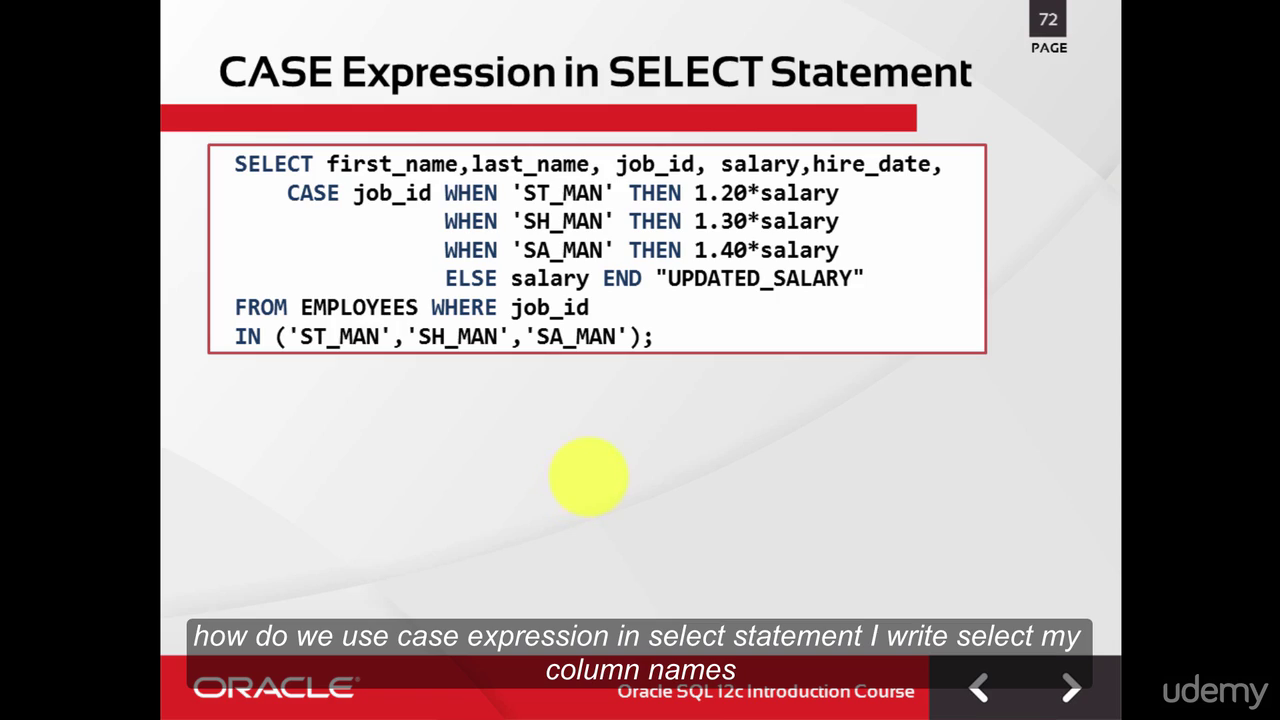 72
PAGE
CASE Expression in SELECT Statement
SELECT first_name,last_name, job_id, salary,hire_date,
CASE job_id WHEN 'ST_MAN' THEN 1.20*salary
WHEN 'SH_MAN' THEN 1.30*salary
WHEN 'SA_MAN' THEN 1.40*salary
ELSE salary END "UPDATED_SALARY"
FROM EMPLOYEES WHERE job_id
IN ('ST_MAN','SH_MAN','SA_MAN');
how do we use case expression in select statement I write select my
column names
ORACLE®
Oracle SQL 12c Introduction Course
udemy